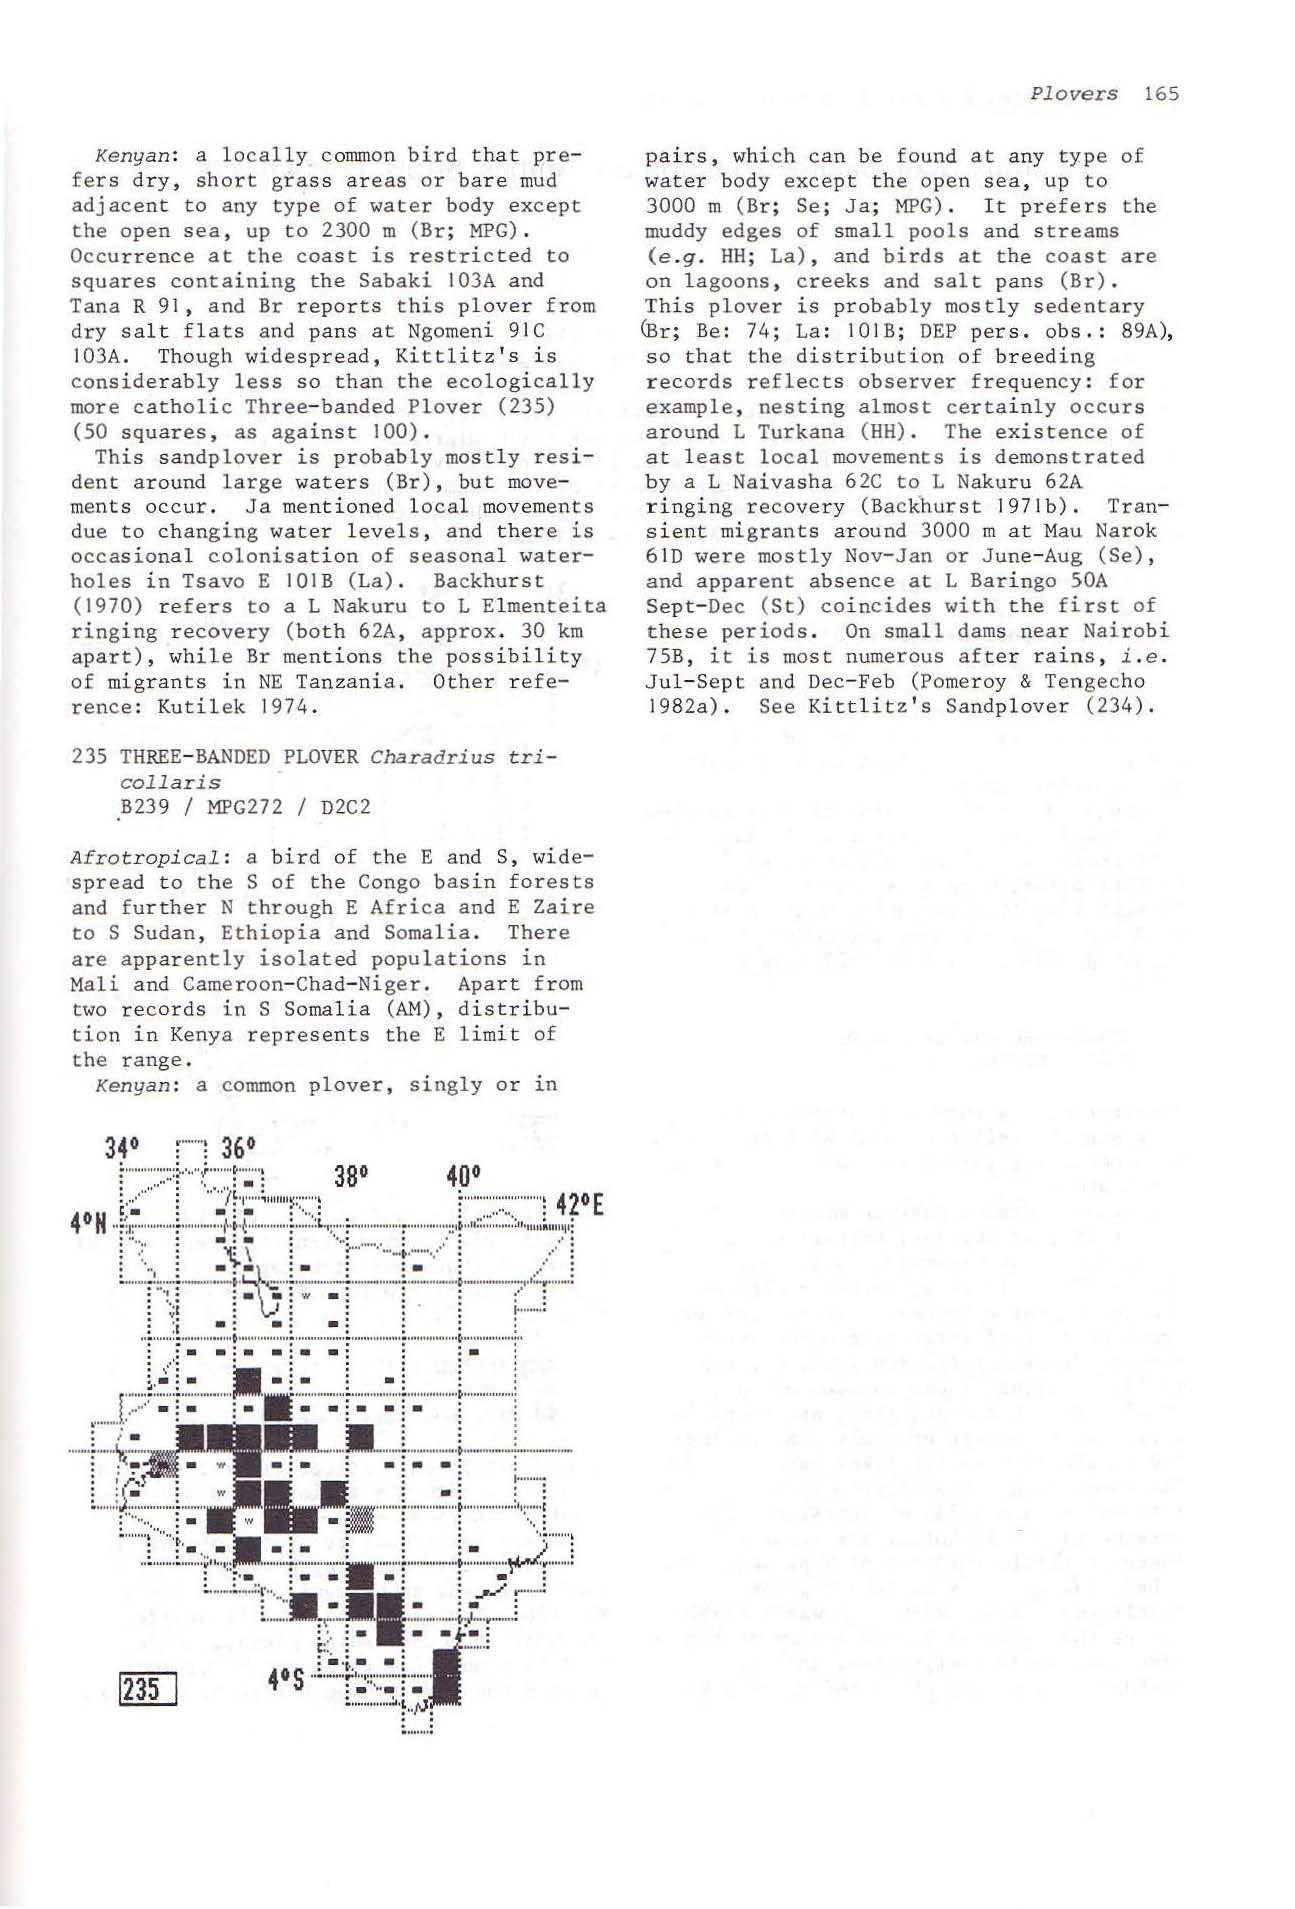 Plovers 165
Kenyan: a locally common bird that pre-
fers dry, short grass areas or bare mud
adjacent to any type of water body except
the open sea, up to 2300 m (Br; MPG).
Occurrence at the coast is restricted to
squares containing the Sabaki 103A and
Tana R 91, and Br reports this plover from
dry salt flats and pans at Ngomeni 91C
103A. Though widespread, Kittlitz's is
considerably less so than the ecologically
more catholic Three-banded Plover (235)
(50 squares, as against 100).
This sandplover is probably mostly resi-
dent around large waters (Br), but move-
ments occur. Ja mentioned local movements
due to changing water levels, and there is
occasional colonisation of seasonal water-
holes in Tsavo E 101B (La). Backhurst
(1970) refers to a L Nakuru to L Elmenteita
ringing recovery (both 62A, approx. 30 km
apart), while Br mentions the possibility
of migrants in NE Tanzania. Other refe-
rence: Kutilek 1974.
235 THREE-BANDED PLOVER Charadrius tri-
collaris
B239 / MPG272 / D2C2
Afrotropical: a bird of the E and S, wide-
spread to the S of the Congo basin forests
and further N through E Africa and E Zaire
to S Sudan, Ethiopia and Somalia. There
are apparently isolated populations in
Mali and Cameroon-Chad-Niger. Apart from
two records in S Somalia (AM), distribu-
tion in Kenya represents the E limit of
the range.
Kenyan: a common plover, singly or in
pairs, which can be found at any type of
water body except the open sea, up to
3000 m (Br; Se; Ja; MPG). It prefers the
muddy edges of small pools and streams
(e.g. HH; La), and birds at the coast are
on lagoons, creeks and salt pans (Br).
This plover is probably mostly sedentary
(Br; Be: 74; La: 101B; DEP pers. obs.: 89A),
so that the distribution of breeding
records reflects observer frequency: for
example, nesting almost certainly occurs
around L Turkana (HH). The existence of
at least local movements is demonstrated
by a L Naivasha 62C to L Nakuru 62A
ringing recovery (Backhurst 1971b). Tran-
sient migrants around 3000 m at Mau Narok
61D were mostly Nov-Jan or June-Aug (Se),
and apparent absence at L Baringo 50A
Sept-Dec (St) coincides with the first of
these periods. On small dams near Nairobi
75B, it is most numerous after rains, i.e.
Jul-Sept and Dec-Feb (Pomeroy & Tengecho
1982a). See Kittlitz's Sandplover (234).
34° 36°
38° 40°
42°E
4°N
w
w
w
w
4°S
235